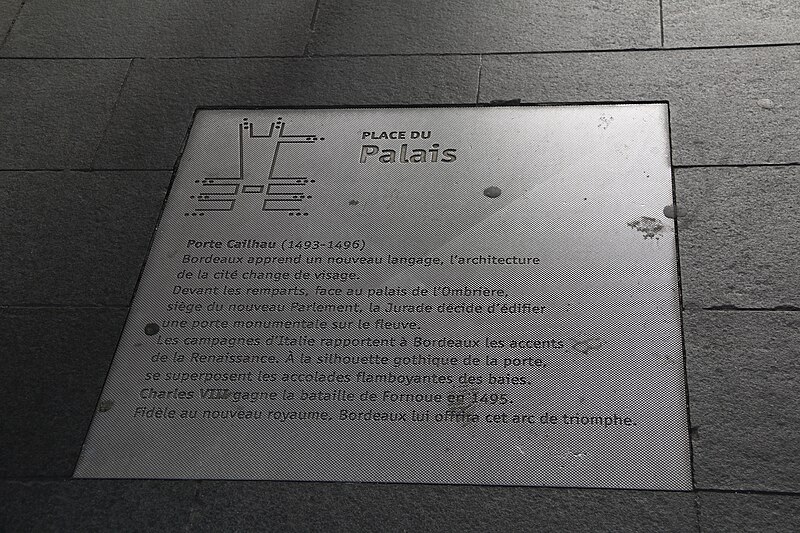 PLACE DU
Palais
Porte Cailhau (1493-1496)
Bordeaux apprend un nouveau langage, l'architecture
de la cité change de visage.
Devant les remparts, face au palais de l'Ombrière,
siège du nouveau Parlement, la Jurade décide d'édifier
une porte monumentale sur le fleuve.
Les campagnes d'Italie rapportent à Bordeaux les accents
de la Renaissance. À la silhouette gothique de la porte,
se superposent les accolades flamboyantes des baies.
Charles VIII gagne la bataille de Fornoue en 1495.
Fidèle au nouveau royaume, Bordeaux lui offrira cet arc de triomphe.